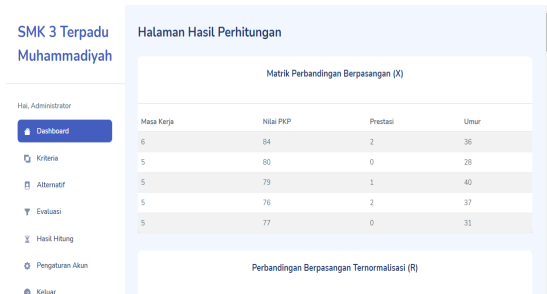 SMK 3 Terpadu
Muhammadiyah
Hai, Administrator
Dashboard
Kriteria
Alternatif
Evaluasi
Hasil Hitung
Pengaturan Akun
Keluar
Halaman Hasil Perhitungan
Matrik Perbandingan Berpasangan (X)
Masa Kerja Nilai PKP Prestasi Umur
6 84 2 36
5 80 0 28
5 79 1 40
5 76 2 37
5 77 0 31
Perbandingan Berpasangan Ternormalisasi (R)